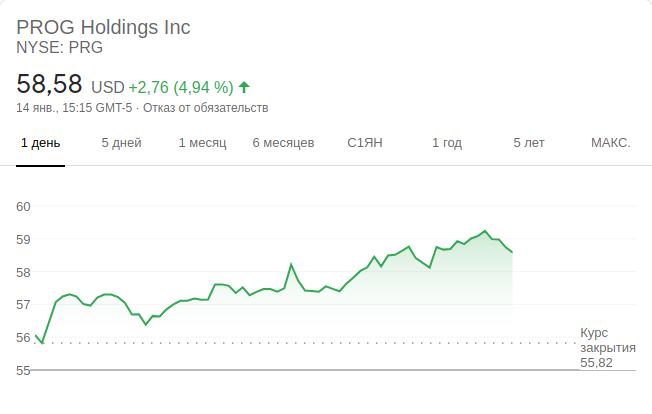 PROG Holdings Inc
NYSE: PRG
58,58 USD +2,76 (4,94 %)
14 янв., 15:15 GMT-5 · Отказ от обязательств
1 день 5 дней 1 месяц 6 месяцев С1ЯН 1 год 5 лет МАКС.
60
59
58
57
56
55
Курс
закрытия
55,82